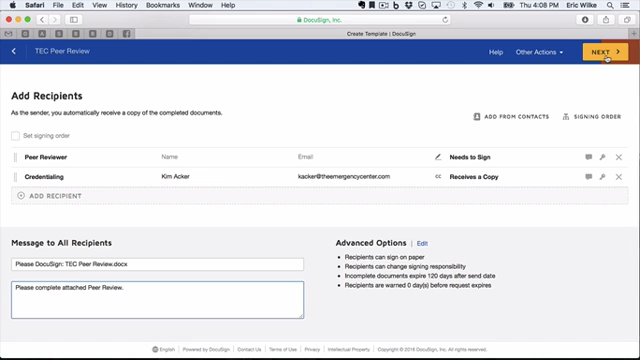 Safari File Edit View History Bookmarks Window Help
Thu 4:08 PM Eric Wilke
DocuSign, Inc.
Create Template | DocuSign
TEC Peer Review
Help Other Actions NEXT
Add Recipients
As the sender, you automatically receive a copy of the completed documents.
ADD FROM CONTACTS SIGNING ORDER
Set signing order
Peer Reviewer Name Email Needs to Sign
Credentialing Kim Acker kacker@theemergencycenter.com CC Receives a Copy
ADD RECIPIENT
Message to All Recipients
Please DocuSign: TEC Peer Review.docx
Please complete attached Peer Review.
Advanced Options | Edit
• Recipients can sign on paper
• Recipients can change signing responsibility
• Incomplete documents expire 120 days after send date
• Recipients are warned 0 day(s) before request expires
English | Powered by DocuSign | Contact Us | Terms of Use | Privacy | Intellectual Property | Copyright © 2016 DocuSign, Inc. All rights reserved.